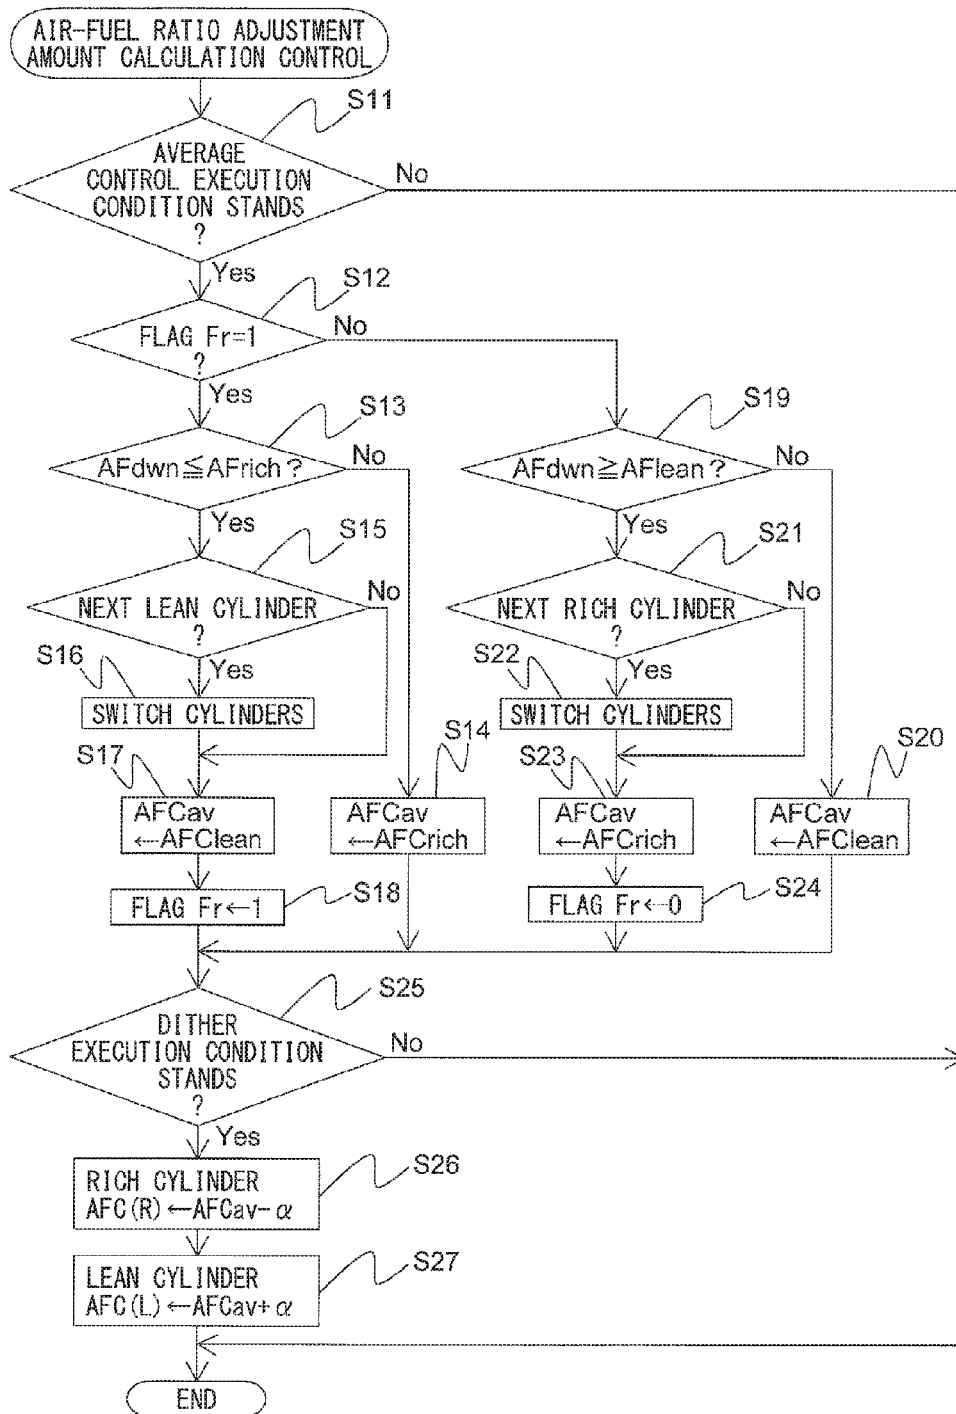 AIR-FUEL RATIO ADJUSTMENT
AMOUNT CALCULATION CONTROL
S11
AVERAGE
CONTROL EXECUTION
CONDITION STANDS
?
No
Yes
S12
FLAG Fr=1
?
No
Yes
S13
AFdwn≦AFrich?
No
Yes
S19
AFdwn≧AFlean?
No
Yes
S15
NEXT LEAN CYLINDER
?
No
Yes
S21
NEXT RICH CYLINDER
?
No
Yes
S16
SWITCH CYLINDERS
S22
SWITCH CYLINDERS
S17
AFCav
←AFClean
S14
AFCav
←AFCrich
S23
AFCav
←AFCrich
S20
AFCav
←AFClean
FLAG Fr←1
S18
FLAG Fr←0
S24
S25
DITHER
EXECUTION CONDITION
STANDS
?
No
Yes
RICH CYLINDER
AFC(R)←AFCav-α
S26
LEAN CYLINDER
AFC(L)←AFCav+α
S27
END